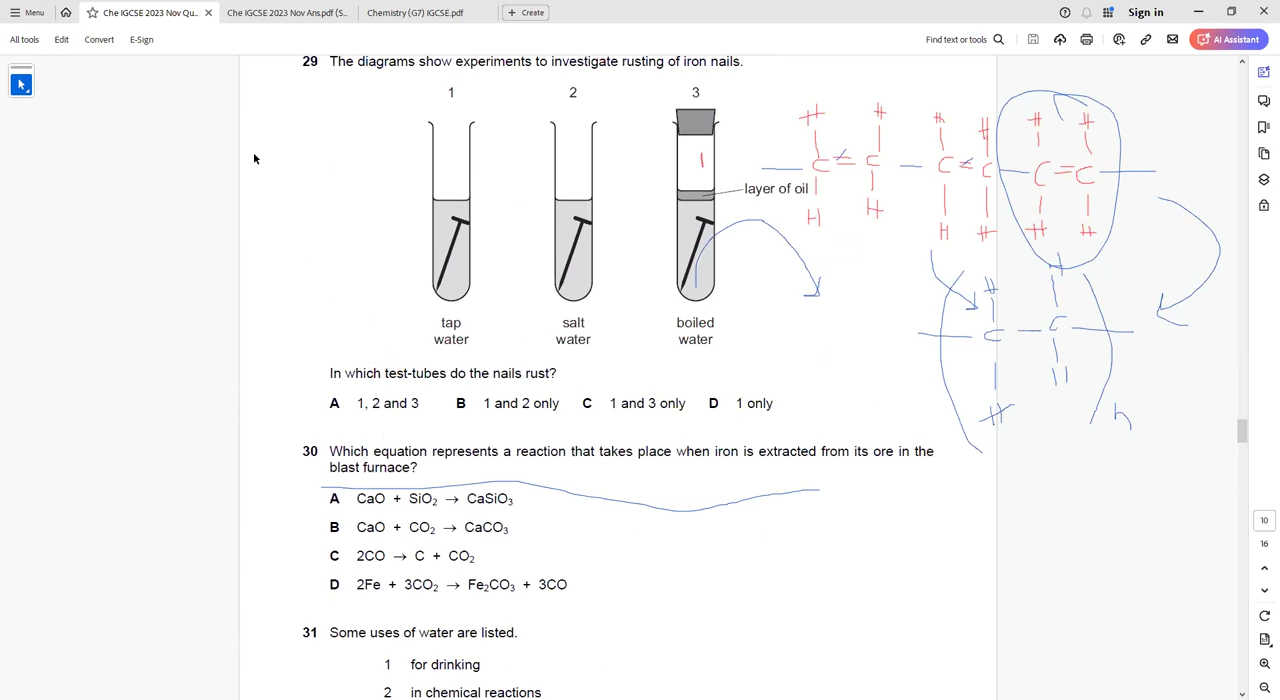 Menu
Che IGCSE 2023 Nov Qu... ×
Che IGCSE 2023 Nov Ans.pdf (S...
Chemistry (G7) IGCSE.pdf
+ Create
Sign in
All tools Edit Convert E-Sign
Find text or tools
AI Assistant
29 The diagrams show experiments to investigate rusting of iron nails.
1 2 3
layer of oil
tap water
salt water
boiled water
H H H H H H
C = C — C = C — C = C
H H H H H H
H H
— C — C —
H H
n
In which test-tubes do the nails rust?
A 1, 2 and 3 B 1 and 2 only C 1 and 3 only D 1 only
30 Which equation represents a reaction that takes place when iron is extracted from its ore in the
blast furnace?
A CaO + SiO₂ → CaSiO₃
B CaO + CO₂ → CaCO₃
C 2CO → C + CO₂
D 2Fe + 3CO₂ → Fe₂CO₃ + 3CO
31 Some uses of water are listed.
1 for drinking
2 in chemical reactions
10
16